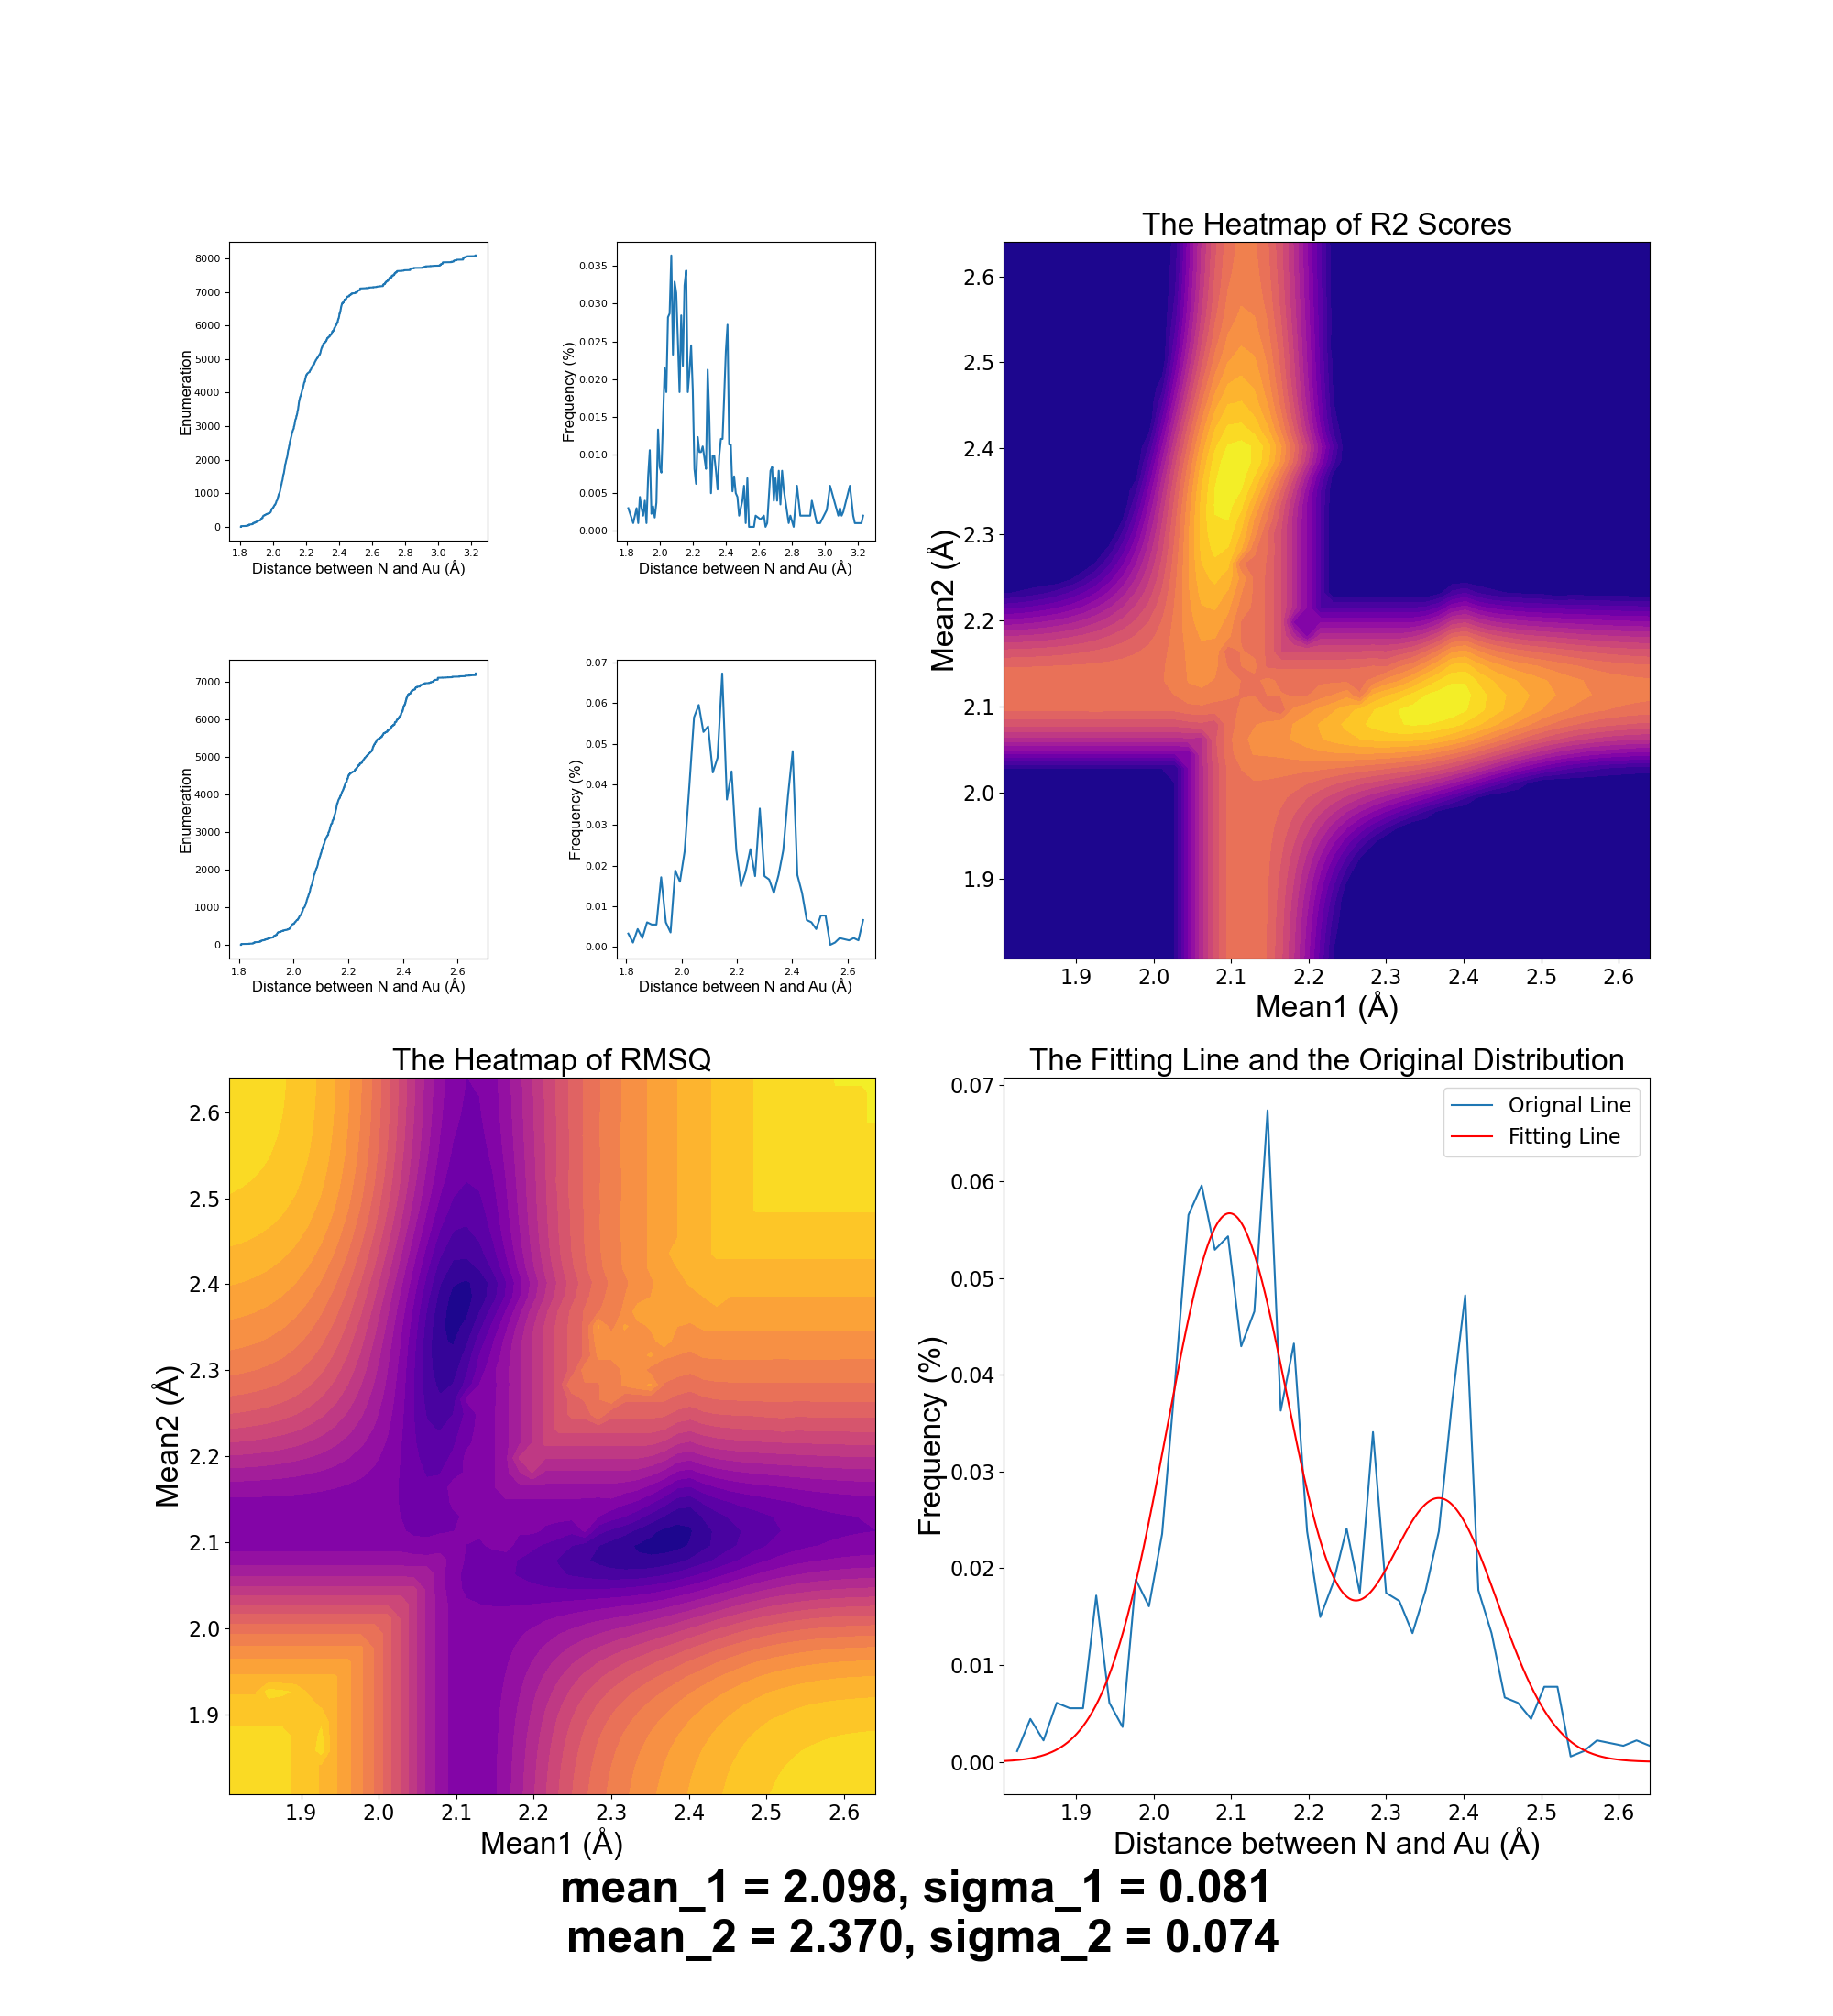 8000
7000
6000
5000
4000
3000
2000
1000
0
Enumeration
1.8 2.0 2.2 2.4 2.6 2.8 3.0 3.2
Distance between N and Au (Å)
0.035
0.030
0.025
0.020
0.015
0.010
0.005
0.000
Frequency (%)
1.8 2.0 2.2 2.4 2.6 2.8 3.0 3.2
Distance between N and Au (Å)
7000
6000
5000
4000
3000
2000
1000
0
Enumeration
1.8 2.0 2.2 2.4 2.6
Distance between N and Au (Å)
0.07
0.06
0.05
0.04
0.03
0.02
0.01
0.00
Frequency (%)
1.8 2.0 2.2 2.4 2.6
Distance between N and Au (Å)
The Heatmap of R2 Scores
2.6
2.5
2.4
2.3
2.2
2.1
2.0
1.9
Mean2 (Å)
1.9 2.0 2.1 2.2 2.3 2.4 2.5 2.6
Mean1 (Å)
The Heatmap of RMSQ
2.6
2.5
2.4
2.3
2.2
2.1
2.0
1.9
Mean2 (Å)
1.9 2.0 2.1 2.2 2.3 2.4 2.5 2.6
Mean1 (Å)
The Fitting Line and the Original Distribution
Orignal Line
Fitting Line
0.07
0.06
0.05
0.04
0.03
0.02
0.01
0.00
Frequency (%)
1.9 2.0 2.1 2.2 2.3 2.4 2.5 2.6
Distance between N and Au (Å)
mean_1 = 2.098, sigma_1 = 0.081
mean_2 = 2.370, sigma_2 = 0.074